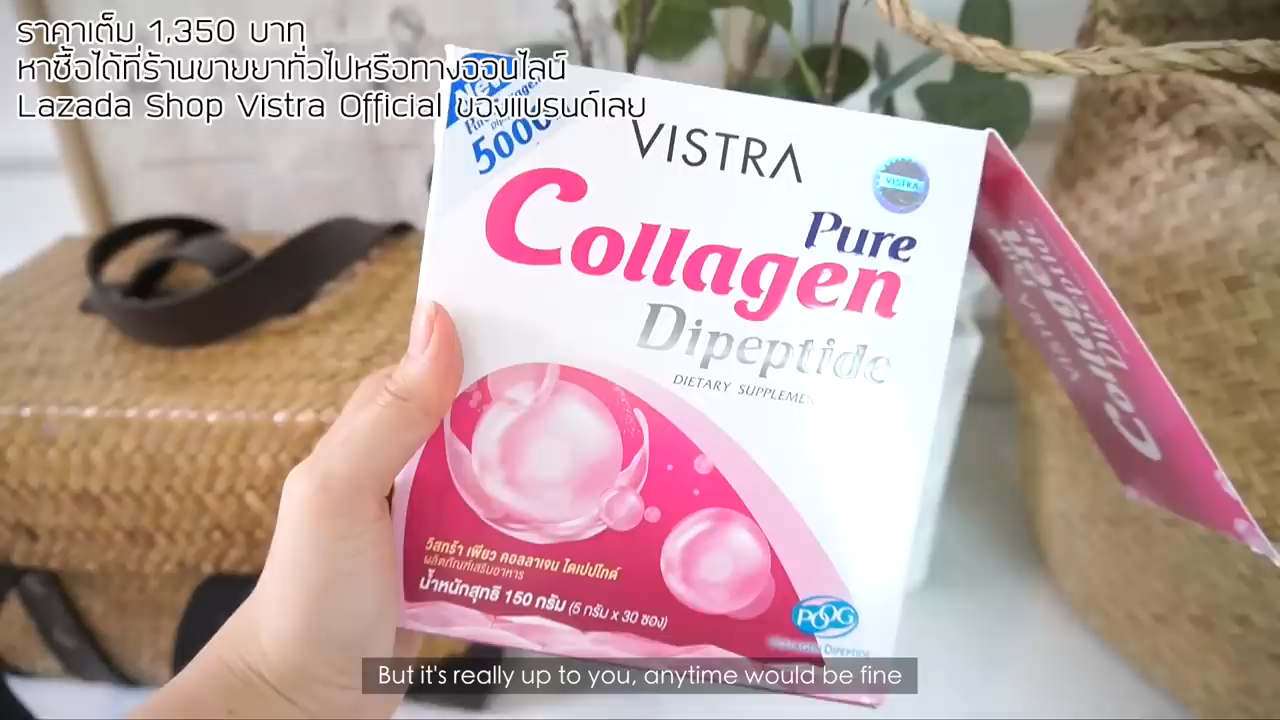 ราคาเต็ม 1,350 บาท
หาซื้อได้ที่ร้านขายยาทั่วไปหรือทางออนไลน์
Lazada Shop Vistra Official ของแบรนด์เลย
5000
VISTRA
VISTRA
Pure
Collagen
Dipeptide
DIETARY SUPPLEMENT
VISTRA
Collagen
Dipeptide
วิสทร้า เพียว คอลลาเจน ไดเปปไทด์
ผลิตภัณฑ์เสริมอาหาร
น้ำหนักสุทธิ 150 กรัม (5 กรัม x 30 ซอง)
COLLAGEN DIPEPTIDE
But it's really up to you, anytime would be fine